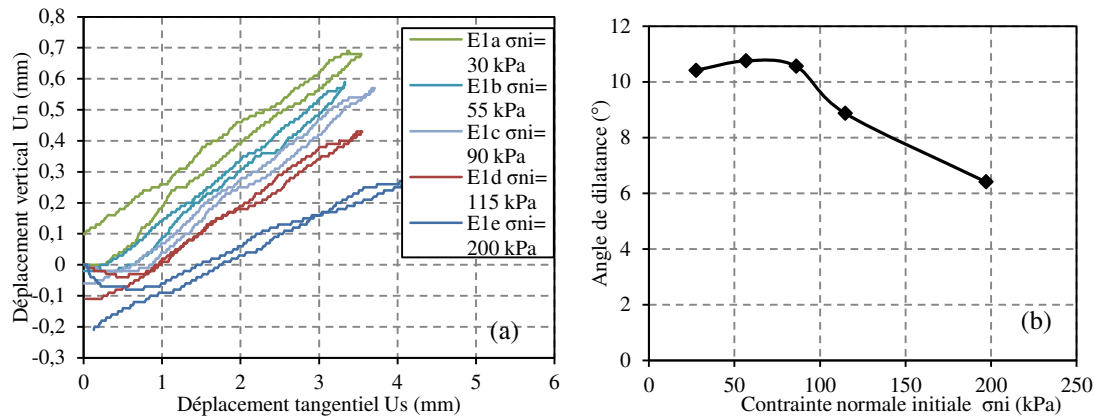 0,8
0,7
0,6
0,5
0,4
0,3
0,2
0,1
0
-0,1
-0,2
-0,3
0 1 2 3 4 5 6
Déplacement vertical Un (mm)
Déplacement tangentiel Us (mm)
E1a σni=
30 kPa
E1b σni=
55 kPa
E1c σni=
90 kPa
E1d σni=
115 kPa
E1e σni=
200 kPa
(a)
12
10
8
6
4
2
0
0 50 100 150 200 250
Angle de dilatance (°)
Contrainte normale initiale σni (kPa)
(b)